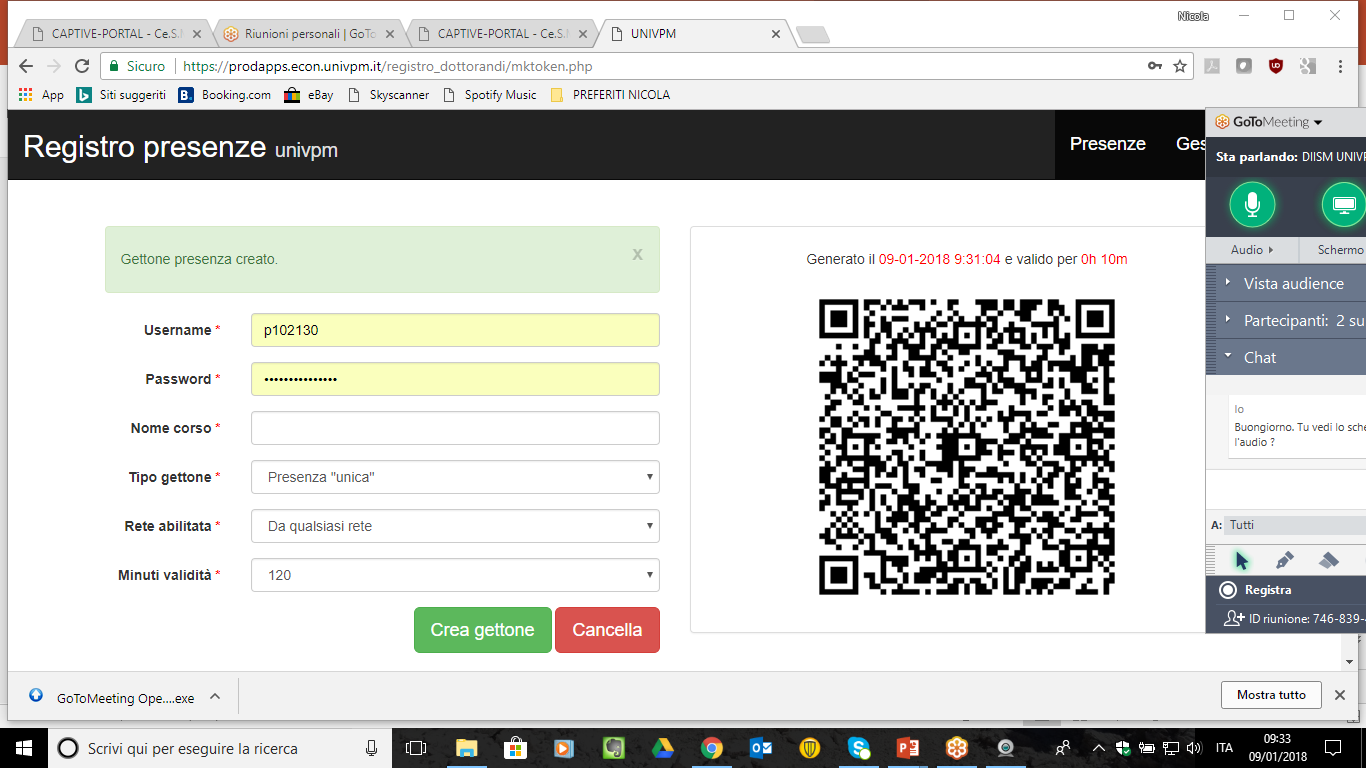 Nicola
CAPTIVE-PORTAL - Ce.S.
Riunioni personali | GoTo
CAPTIVE-PORTAL - Ce.S.
UNIVPM
Sicuro
https://prodapps.econ.univpm.it/registro_dottorandi/mktoken.php
App
Siti suggeriti
Booking.com
eBay
Skyscanner
Spotify Music
PREFERITI NICOLA
Registro presenze univpm
Presenze
Ges
GoToMeeting
Sta parlando: DIISM UNIVP
Audio
Schermo
Vista audience
Partecipanti: 2 su
Chat
Io
Buongiorno. Tu vedi lo sche
l'audio ?
A: Tutti
Registra
ID riunione: 746-839-
Gettone presenza creato.
x
Username *
p102130
Password *
•••••••••••••••
Nome corso *
Tipo gettone *
Presenza "unica"
Rete abilitata *
Da qualsiasi rete
Minuti validità *
120
Crea gettone
Cancella
Generato il 09-01-2018 9:31:04 e valido per 0h 10m
GoToMeeting Ope....exe
Mostra tutto
Scrivi qui per eseguire la ricerca
ITA
09:33
09/01/2018